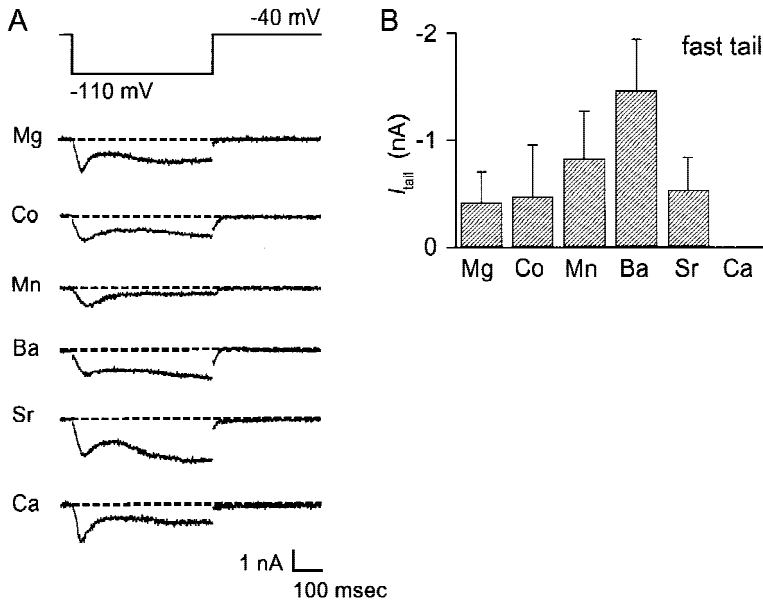 A
-40 mV
-110 mV
Mg
Co
Mn
Ba
Sr
Ca
1 nA
100 msec
B
fast tail
-2
-1
0
Itail (nA)
Mg Co Mn Ba Sr Ca